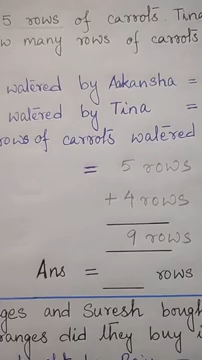 5 rows of carrots. Tina
many rows of carrots
watered by Aakansha =
watered by Tina =
rows of carrots watered
= 5 rows
+ 4 rows
9 rows
Ans = ____ rows
ges and Suresh bough
ranges did they buy